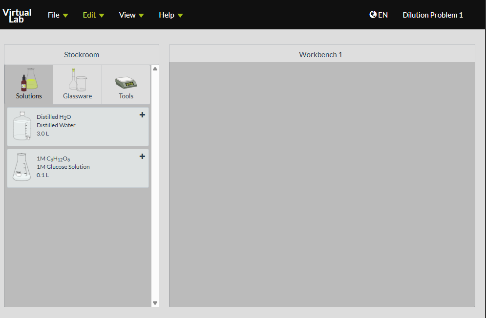 Virtual Lab
File Edit View Help EN Dilution Problem 1
Stockroom
Workbench 1
Solutions Glassware Tools
Distilled H₂O
Distilled Water
3.0 L
1M C₆H₁₂O₆
1M Glucose Solution
0.1 L